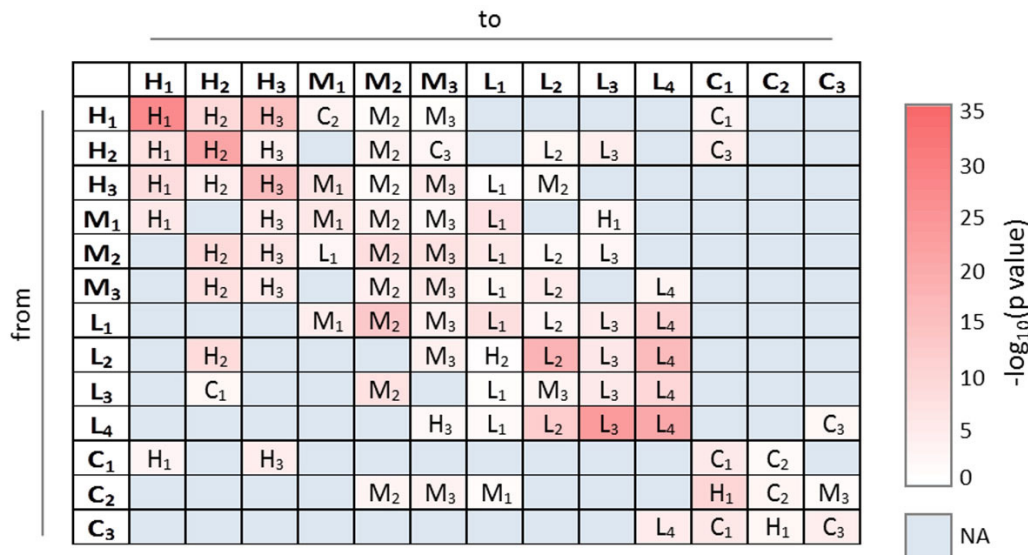 to
H₁ H₂ H₃ M₁ M₂ M₃ L₁ L₂ L₃ L₄ C₁ C₂ C₃
H₁ H₁ H₂ H₃ C₂ M₂ M₃ C₁
H₂ H₁ H₂ H₃ M₂ C₃ L₂ L₃ C₃
H₃ H₁ H₂ H₃ M₁ M₂ M₃ L₁ M₂
M₁ H₁ H₃ M₁ M₂ M₃ L₁ H₁
M₂ H₂ H₃ L₁ M₂ M₃ L₁ L₂ L₃
M₃ H₂ H₃ M₂ M₃ L₁ L₂ L₄
L₁ M₁ M₂ M₃ L₁ L₂ L₃ L₄
L₂ H₂ M₃ H₂ L₂ L₃ L₄
L₃ C₁ M₂ L₁ M₃ L₃ L₄
L₄ H₃ L₁ L₂ L₃ L₄ C₃
C₁ H₁ H₃ C₁ C₂
C₂ M₂ M₃ M₁ H₁ C₂ M₃
C₃ L₄ C₁ H₁ C₃
from
35
30
25
20
15
10
5
0
-log₁₀(p value)
NA